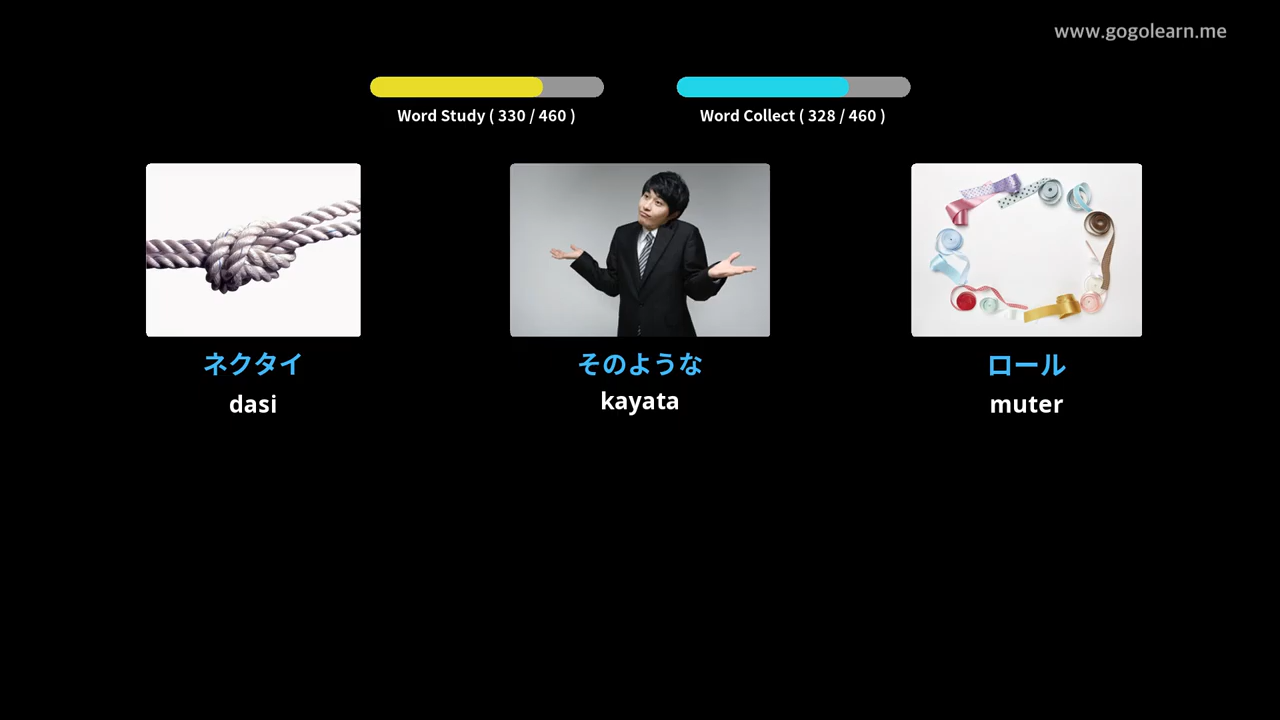 www.gogolearn.me
Word Study ( 330 / 460 )
Word Collect ( 328 / 460 )
ネクタイ
dasi
そのような
kayata
ロール
muter